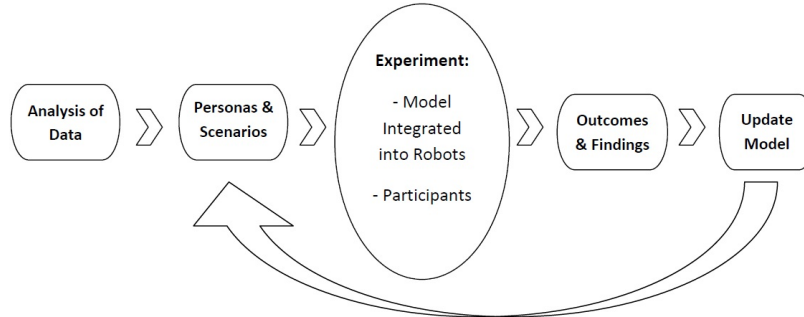 Analysis of
Data
Personas &
Scenarios
Experiment:
- Model
Integrated
into Robots
- Participants
Outcomes
& Findings
Update
Model